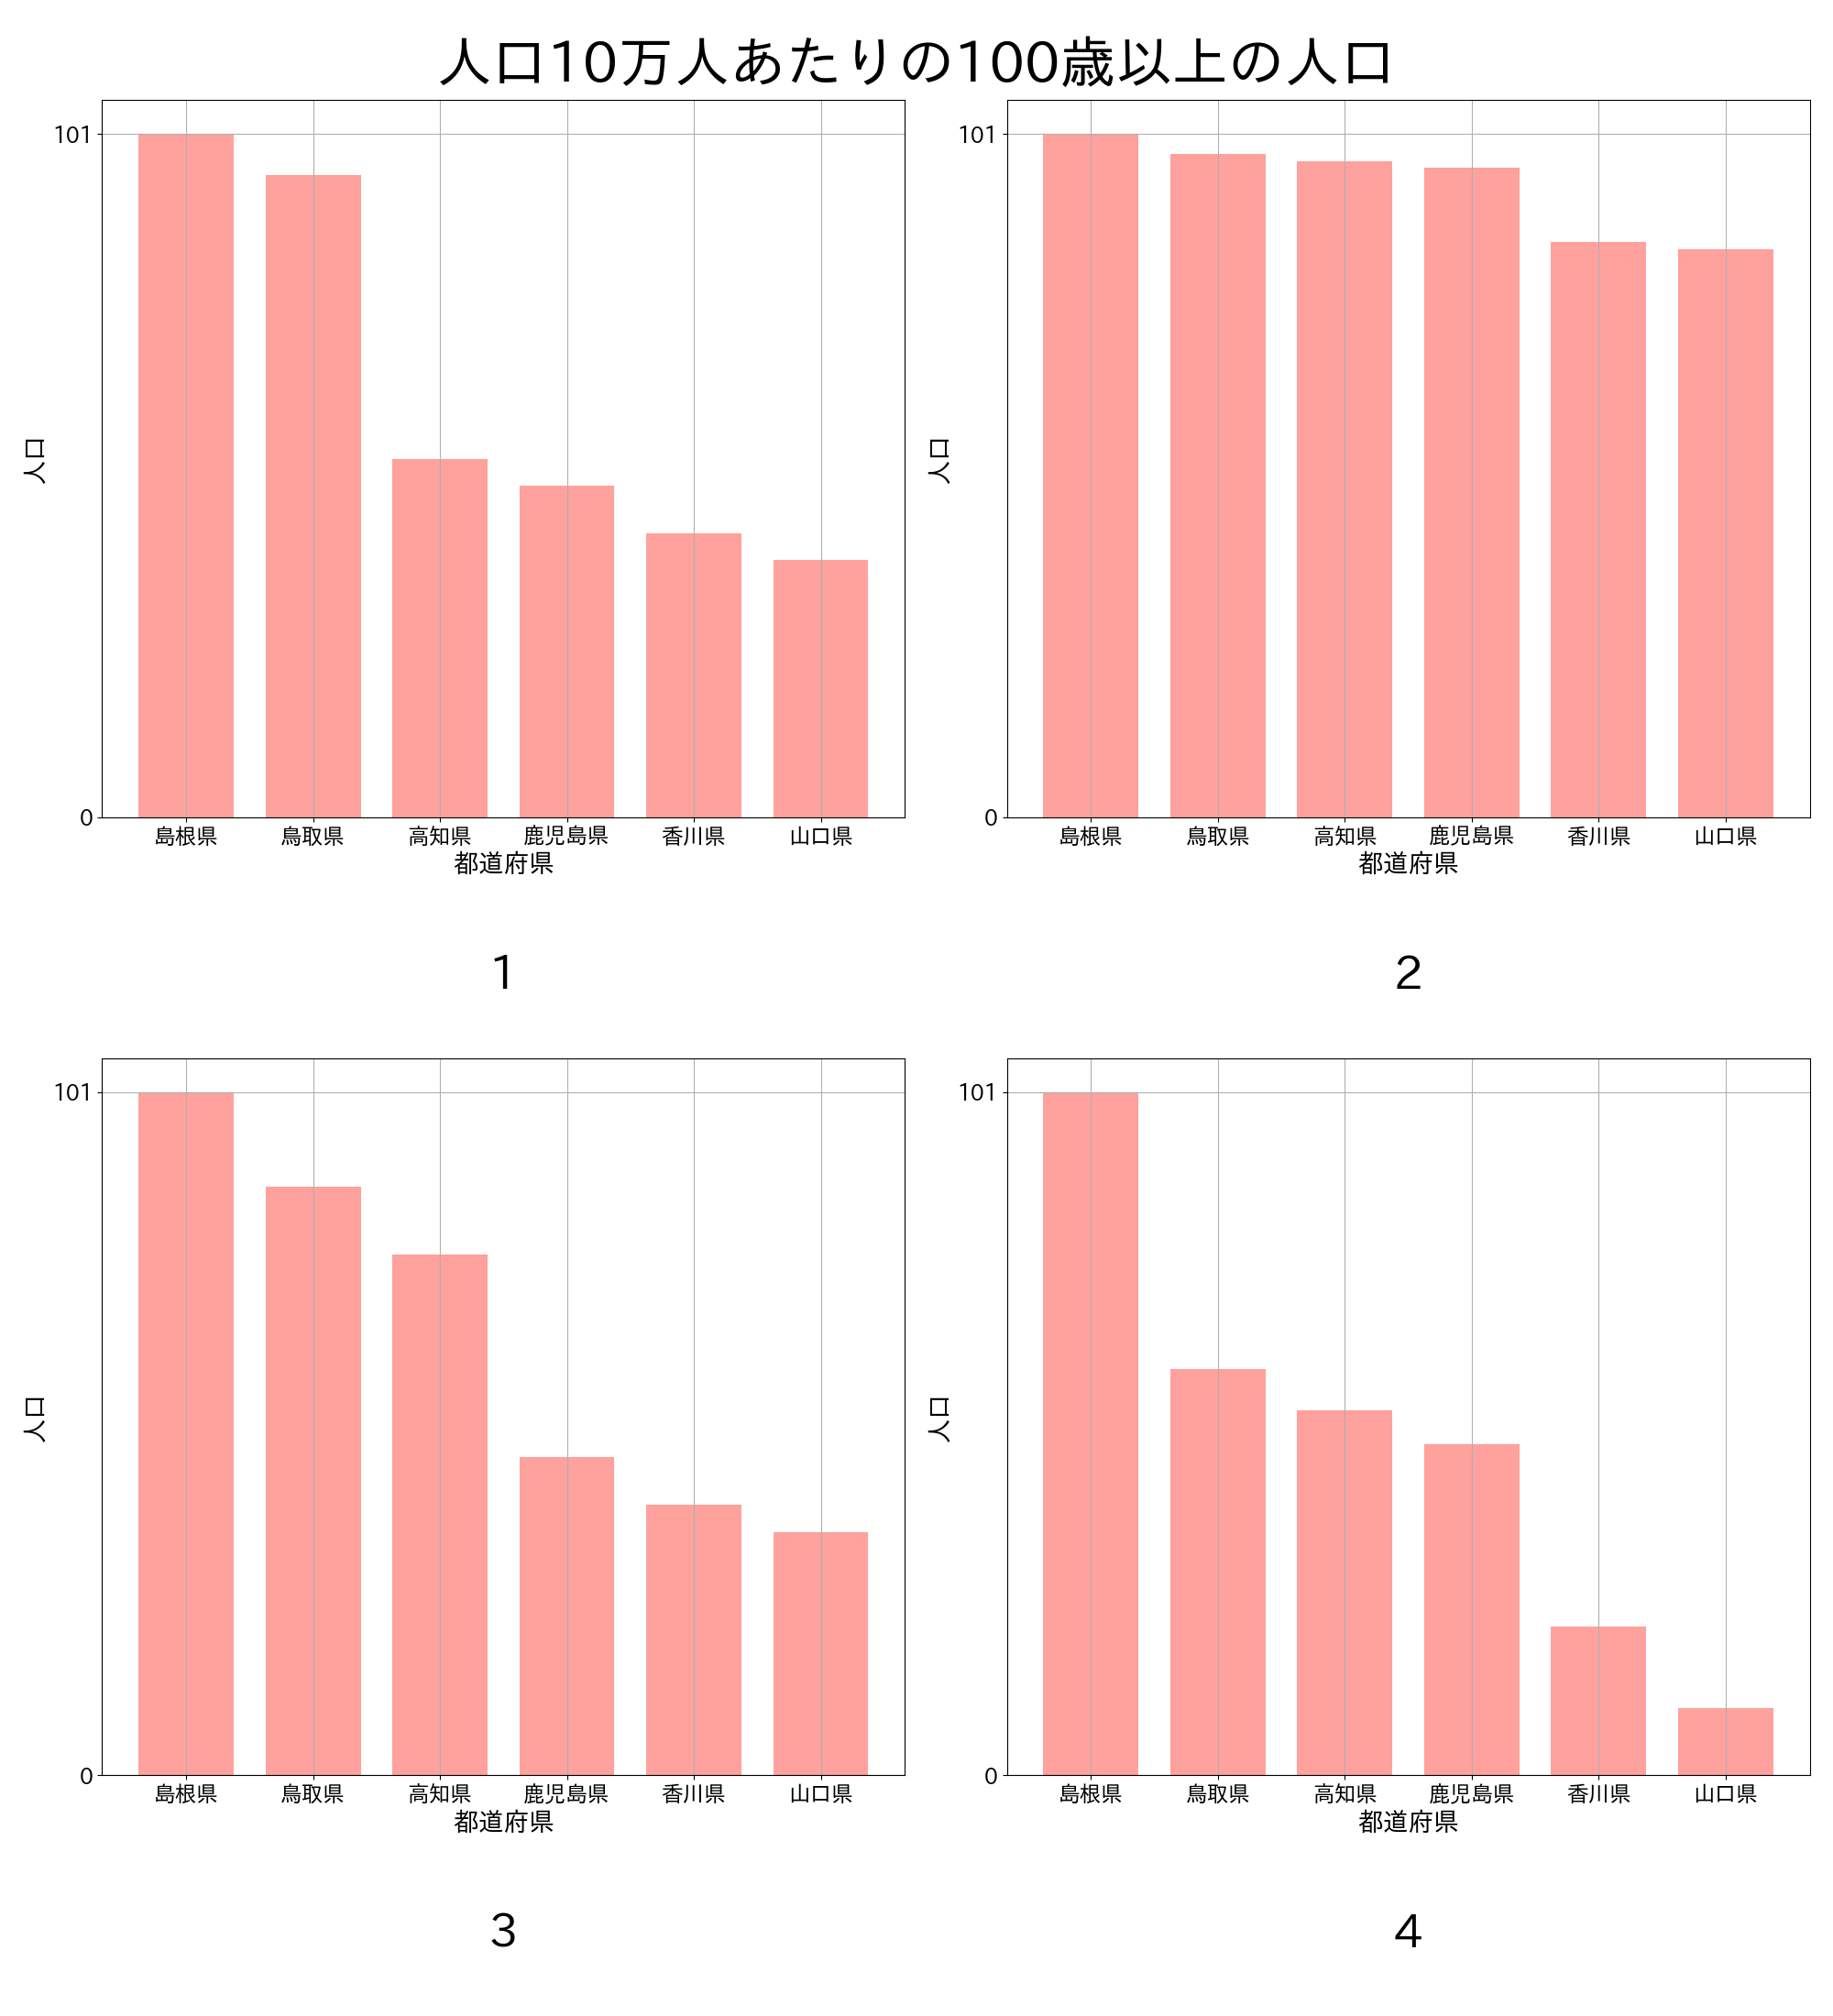 人口10万人あたりの100歳以上の人口
101
0
人口
島根県 鳥取県 高知県 鹿児島県 香川県 山口県
都道府県
1
101
0
人口
島根県 鳥取県 高知県 鹿児島県 香川県 山口県
都道府県
2
101
0
人口
島根県 鳥取県 高知県 鹿児島県 香川県 山口県
都道府県
3
101
0
人口
島根県 鳥取県 高知県 鹿児島県 香川県 山口県
都道府県
4